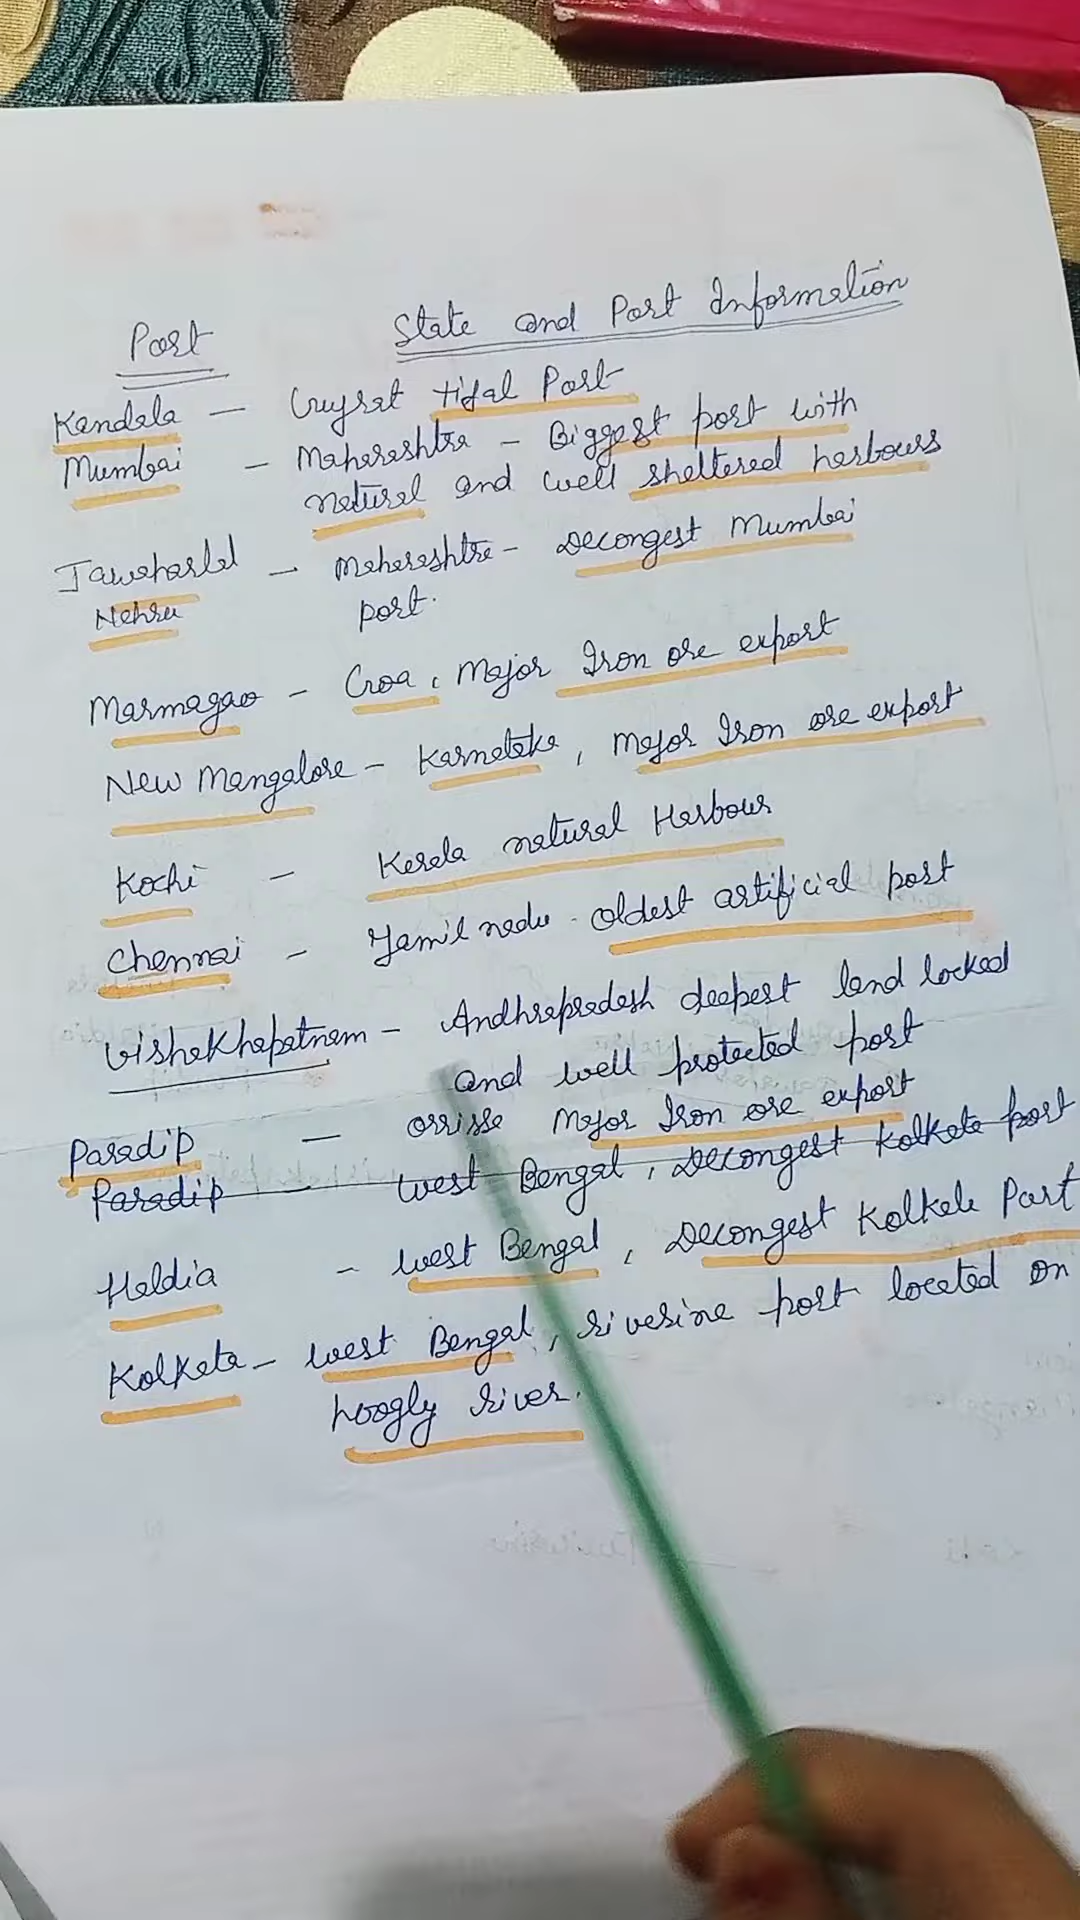 Port State and Port Information
Kandala - Gujrat tidal Port
Mumbai - Maharashtra - Biggest port with
natural and well sheltered harbours
Jawaharlal - Maharashtra - Decongest Mumbai
Nehru port.
Marmagao - Goa, Major Iron ore export
New Mangalore - Karnataka, Major Iron ore export
Kochi - Kerala natural Harbour
Chennai - Tamil nadu - oldest artificial port
Vishakhapatnam - Andhrapradesh deepest land locked
and well protected port
Paradip - orrissa Major Iron ore export
Paradip - west Bengal, Decongest Kolkata port
Haldia - west Bengal, Decongest Kolkata Port
Kolkata - west Bengal, riverine port located on
hoogly river.